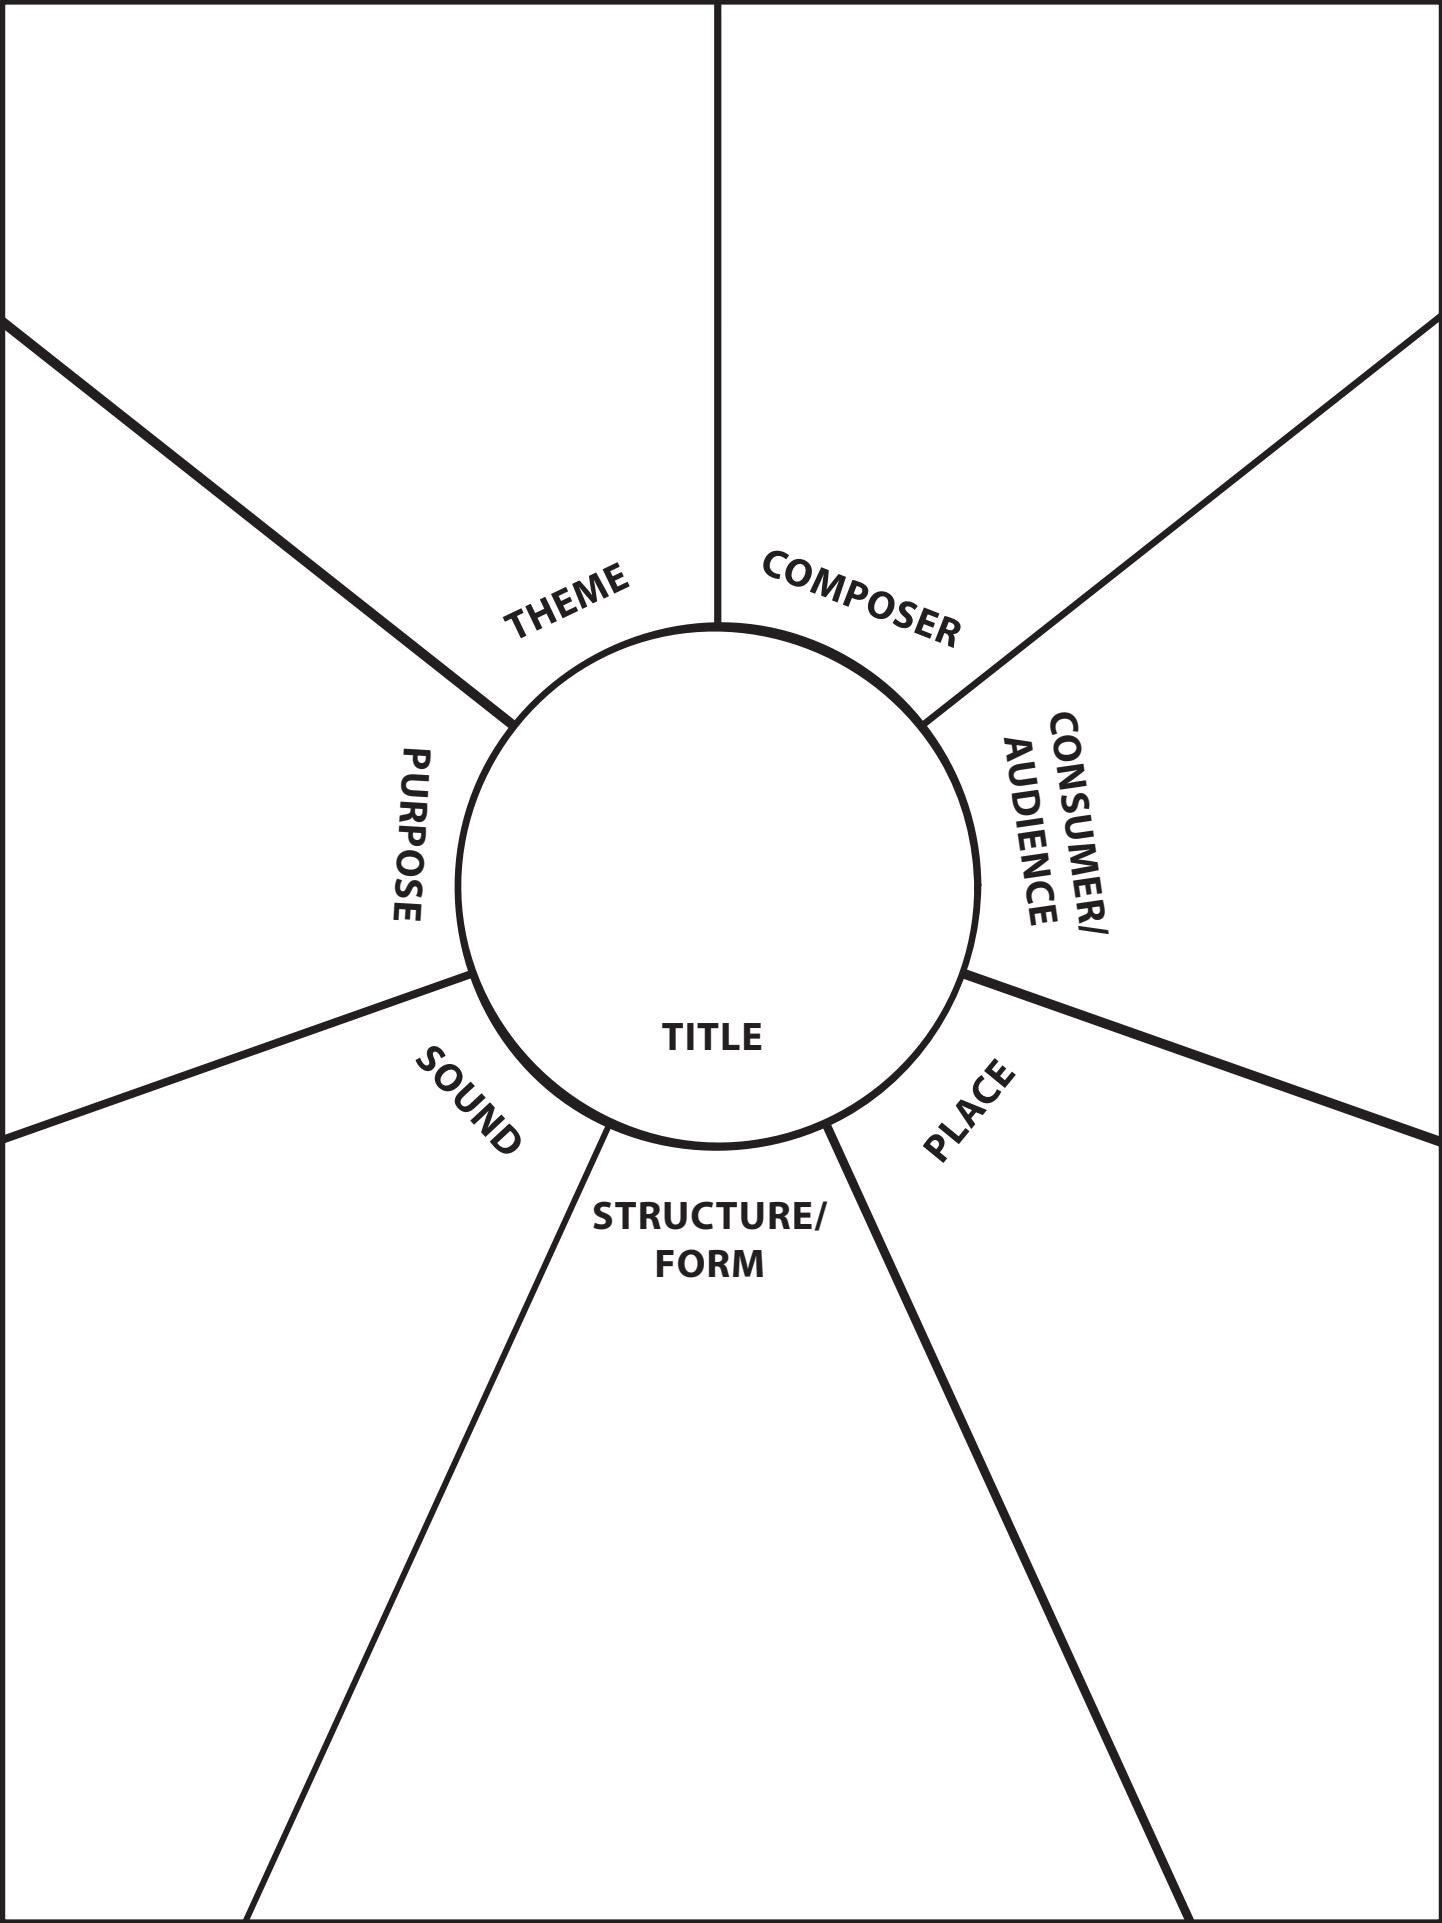 THEME
COMPOSER
CONSUMER/
AUDIENCE
PURPOSE
TITLE
SOUND
PLACE
STRUCTURE/
FORM